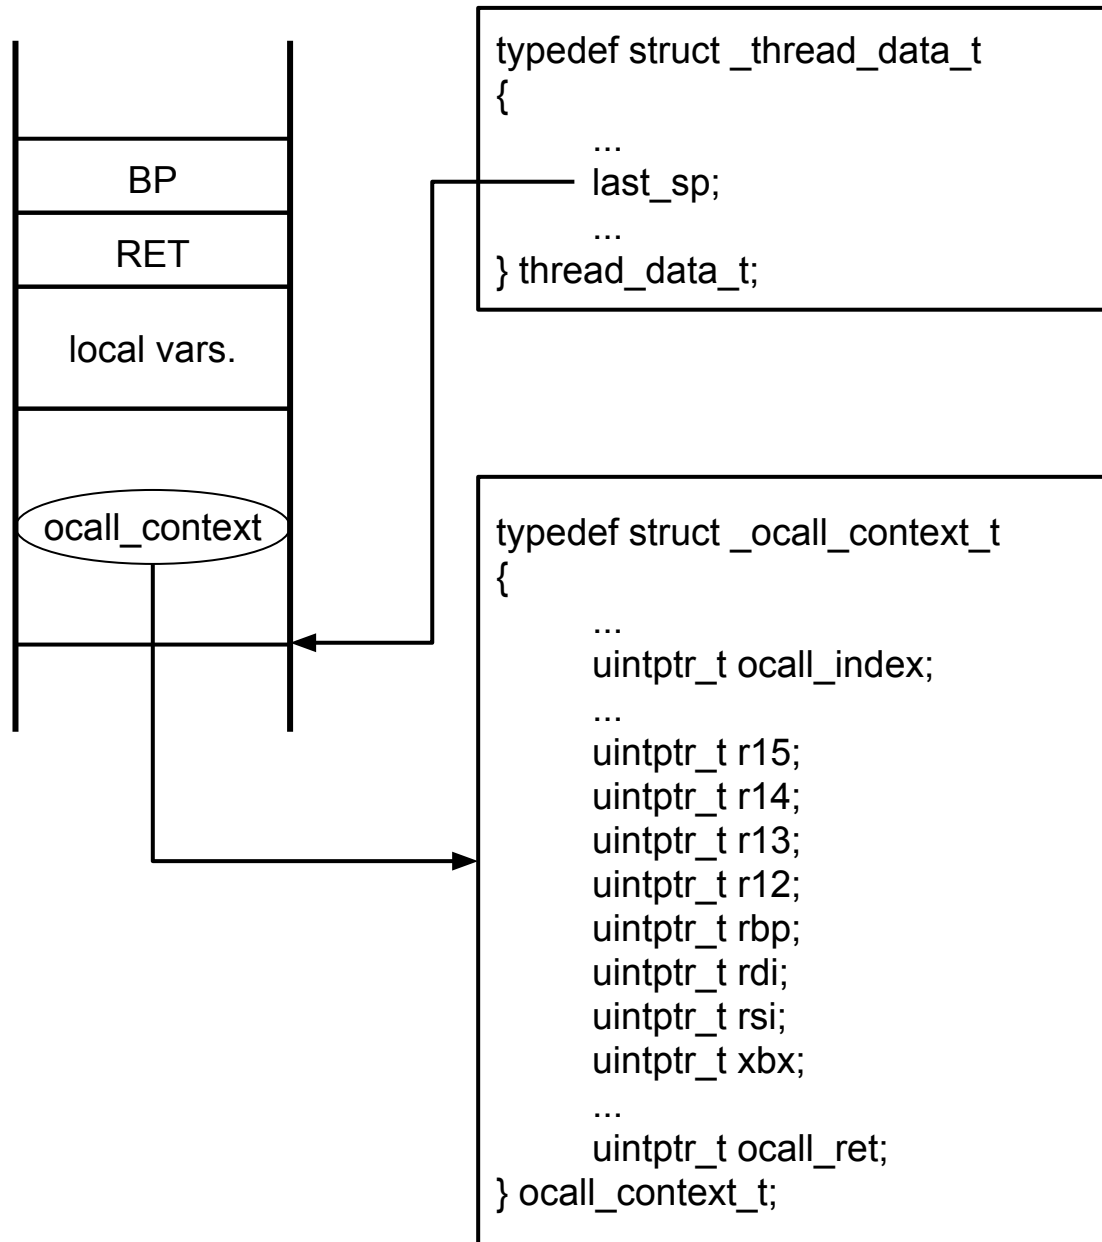 BP
RET
local vars.
ocall_context
typedef struct _thread_data_t
{
...
last_sp;
...
} thread_data_t;
typedef struct _ocall_context_t
{
...
uintptr_t ocall_index;
...
uintptr_t r15;
uintptr_t r14;
uintptr_t r13;
uintptr_t r12;
uintptr_t rbp;
uintptr_t rdi;
uintptr_t rsi;
uintptr_t xbx;
...
uintptr_t ocall_ret;
} ocall_context_t;